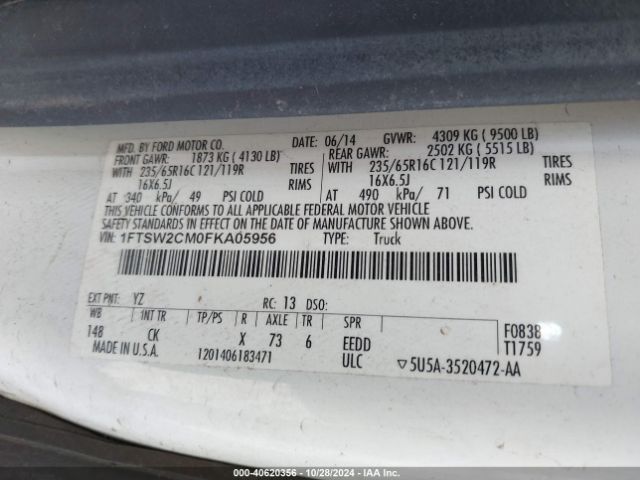 MFD. BY FORD MOTOR CO. DATE: 06/14 GVWR: 4309 KG ( 9500 LB)
FRONT GAWR: 1873 KG ( 4130 LB) REAR GAWR: 2502 KG ( 5515 LB)
WITH 235/65R16C 121/119R TIRES WITH 235/65R16C 121/119R TIRES
16X6.5J RIMS 16X6.5J RIMS
AT 340 kPa/ 49 PSI COLD AT 490 kPa/ 71 PSI COLD
THIS VEHICLE CONFORMS TO ALL APPLICABLE FEDERAL MOTOR VEHICLE
SAFETY STANDARDS IN EFFECT ON THE DATE OF MANUFACTURE SHOWN ABOVE.
VIN: 1FTSW2CM0FKA05956 TYPE: Truck
EXT PNT: YZ RC: 13 DSO:
WB INT TR TP/PS R AXLE TR SPR F0838
148 CK X 73 6 EEDD T1759
MADE IN U.S.A. 1201406183471 ULC ▽5U5A-3520472-AA
000-40620356 | 10/28/2024 | IAA, Inc.